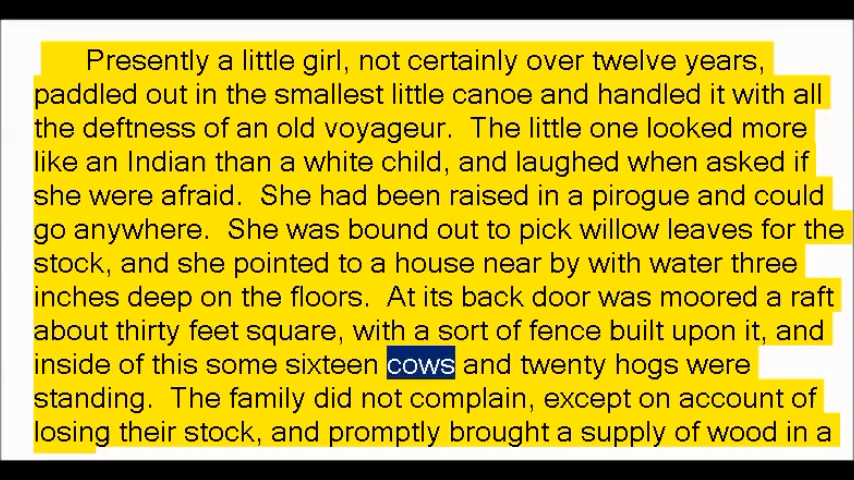 Presently a little girl, not certainly over twelve years,
paddled out in the smallest little canoe and handled it with all
the deftness of an old voyageur.  The little one looked more
like an Indian than a white child, and laughed when asked if
she were afraid.  She had been raised in a pirogue and could
go anywhere.  She was bound out to pick willow leaves for the
stock, and she pointed to a house near by with water three
inches deep on the floors.  At its back door was moored a raft
about thirty feet square, with a sort of fence built upon it, and
inside of this some sixteen cows and twenty hogs were
standing.  The family did not complain, except on account of
losing their stock, and promptly brought a supply of wood in a